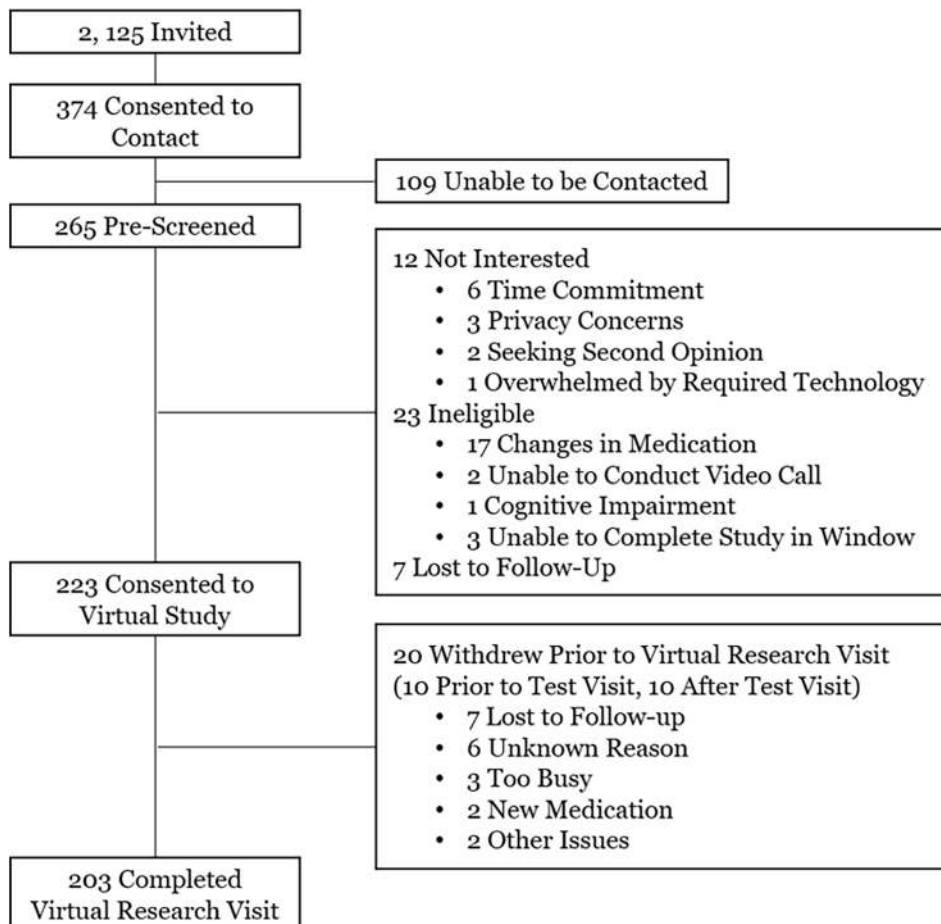 2, 125 Invited
374 Consented to
Contact
109 Unable to be Contacted
265 Pre-Screened
12 Not Interested
• 6 Time Commitment
• 3 Privacy Concerns
• 2 Seeking Second Opinion
• 1 Overwhelmed by Required Technology
23 Ineligible
• 17 Changes in Medication
• 2 Unable to Conduct Video Call
• 1 Cognitive Impairment
• 3 Unable to Complete Study in Window
7 Lost to Follow-Up
223 Consented to
Virtual Study
20 Withdrew Prior to Virtual Research Visit
(10 Prior to Test Visit, 10 After Test Visit)
• 7 Lost to Follow-up
• 6 Unknown Reason
• 3 Too Busy
• 2 New Medication
• 2 Other Issues
203 Completed
Virtual Research Visit